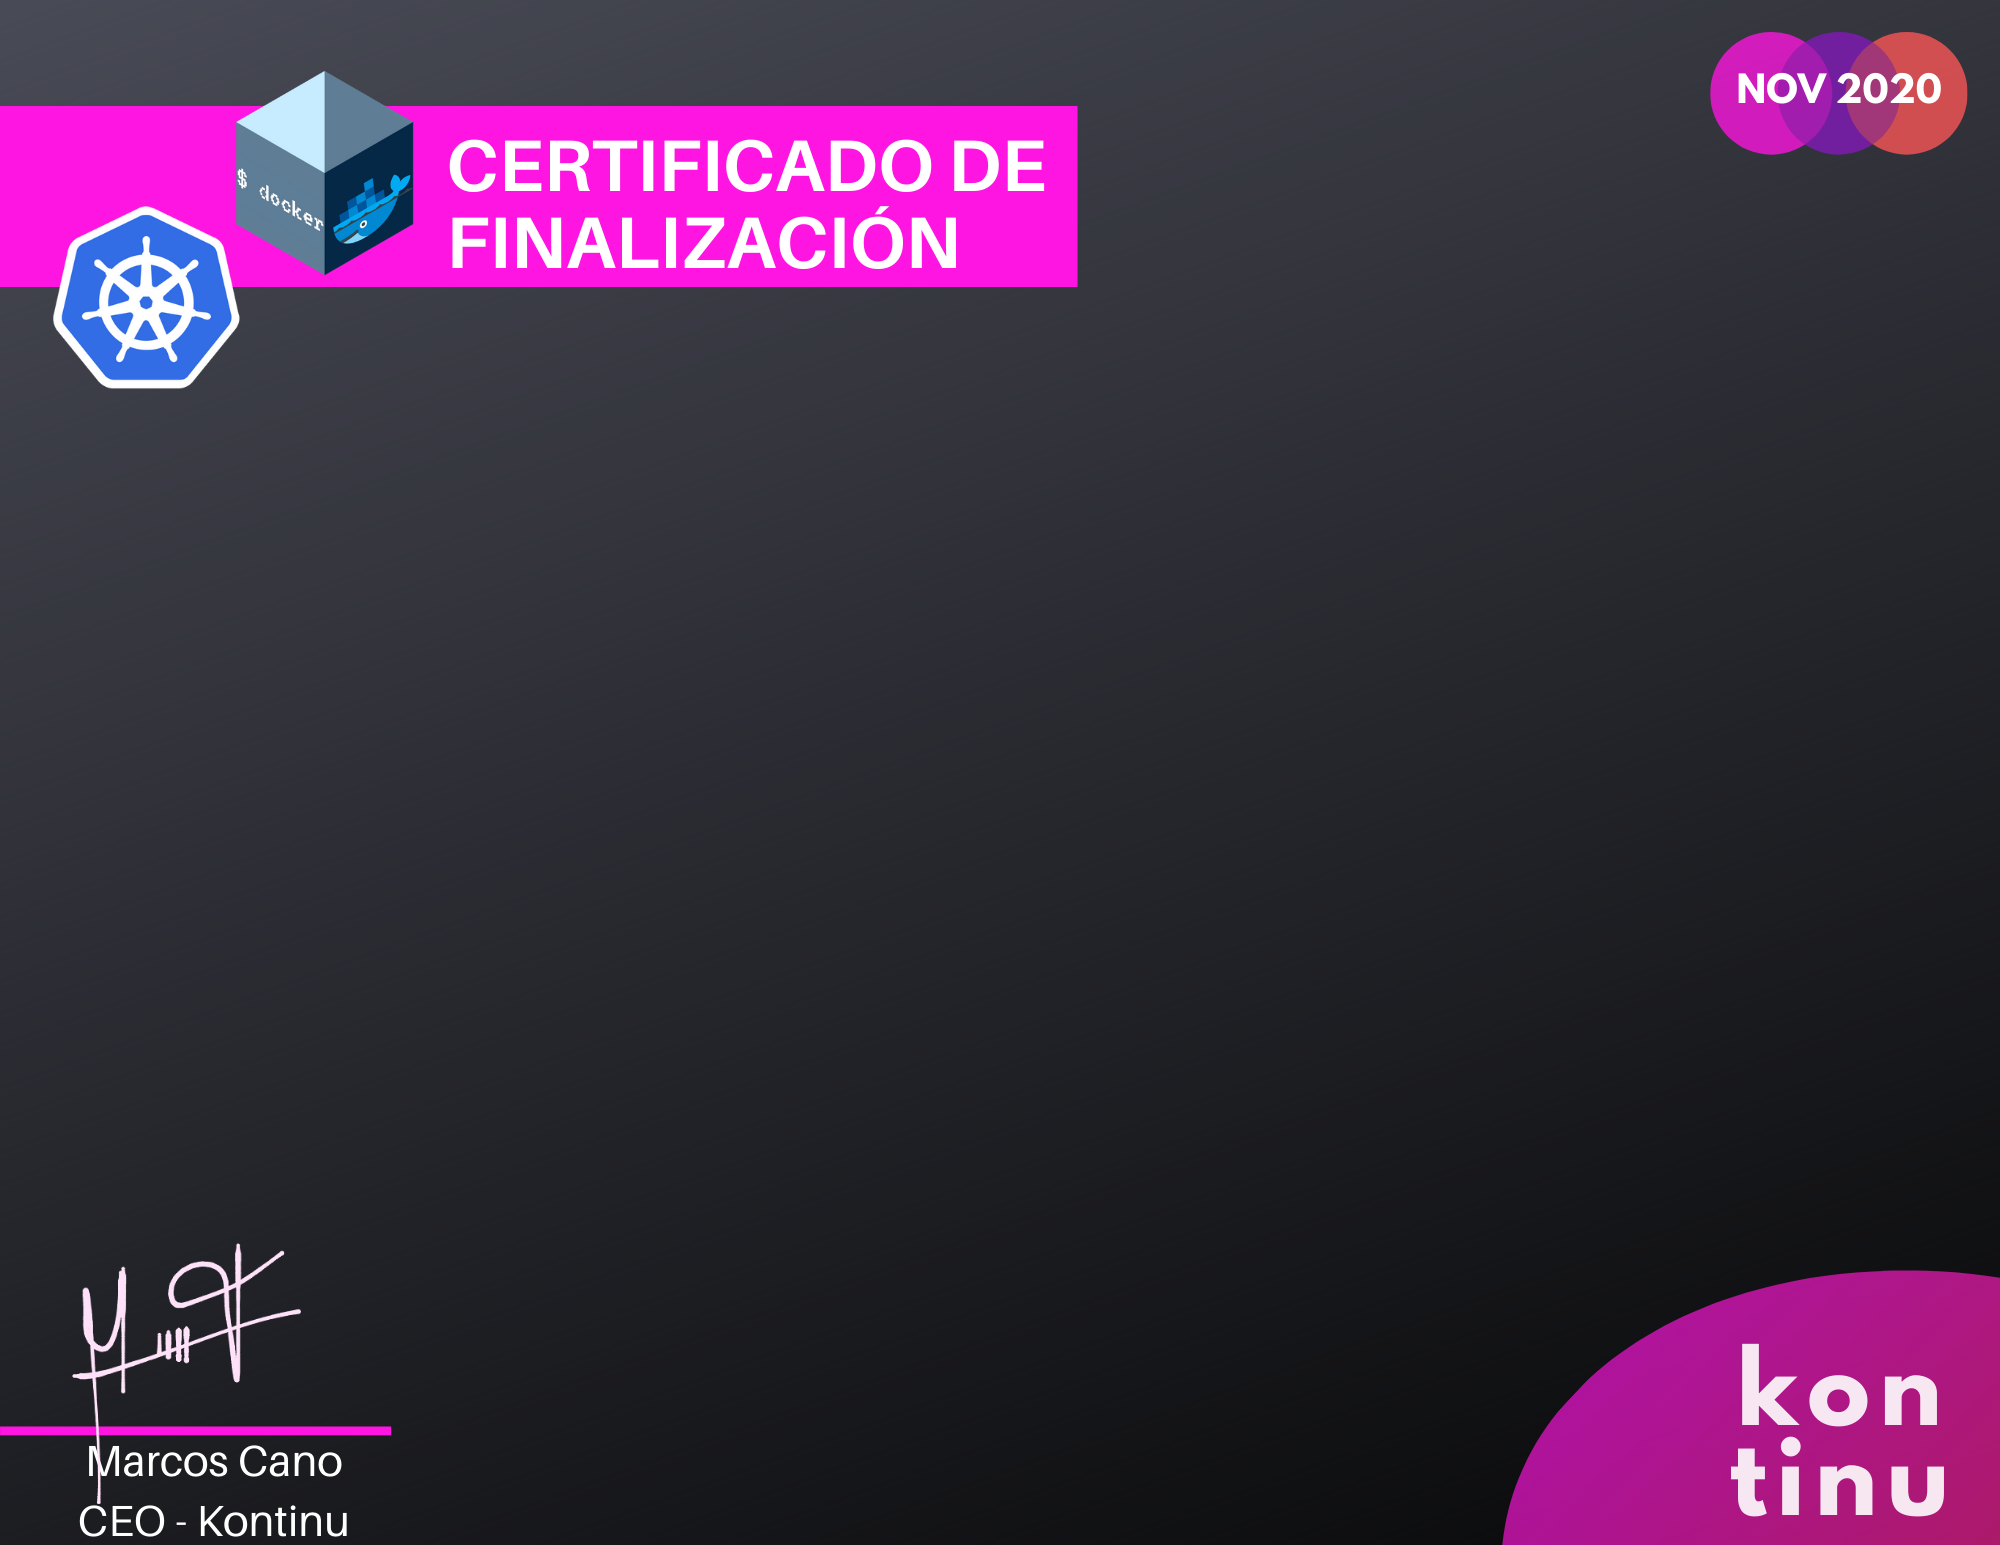 NOV 2020
CERTIFICADO DE
FINALIZACIÓN
$ docker
Marcos Cano
CEO - Kontinu
kon
tinu